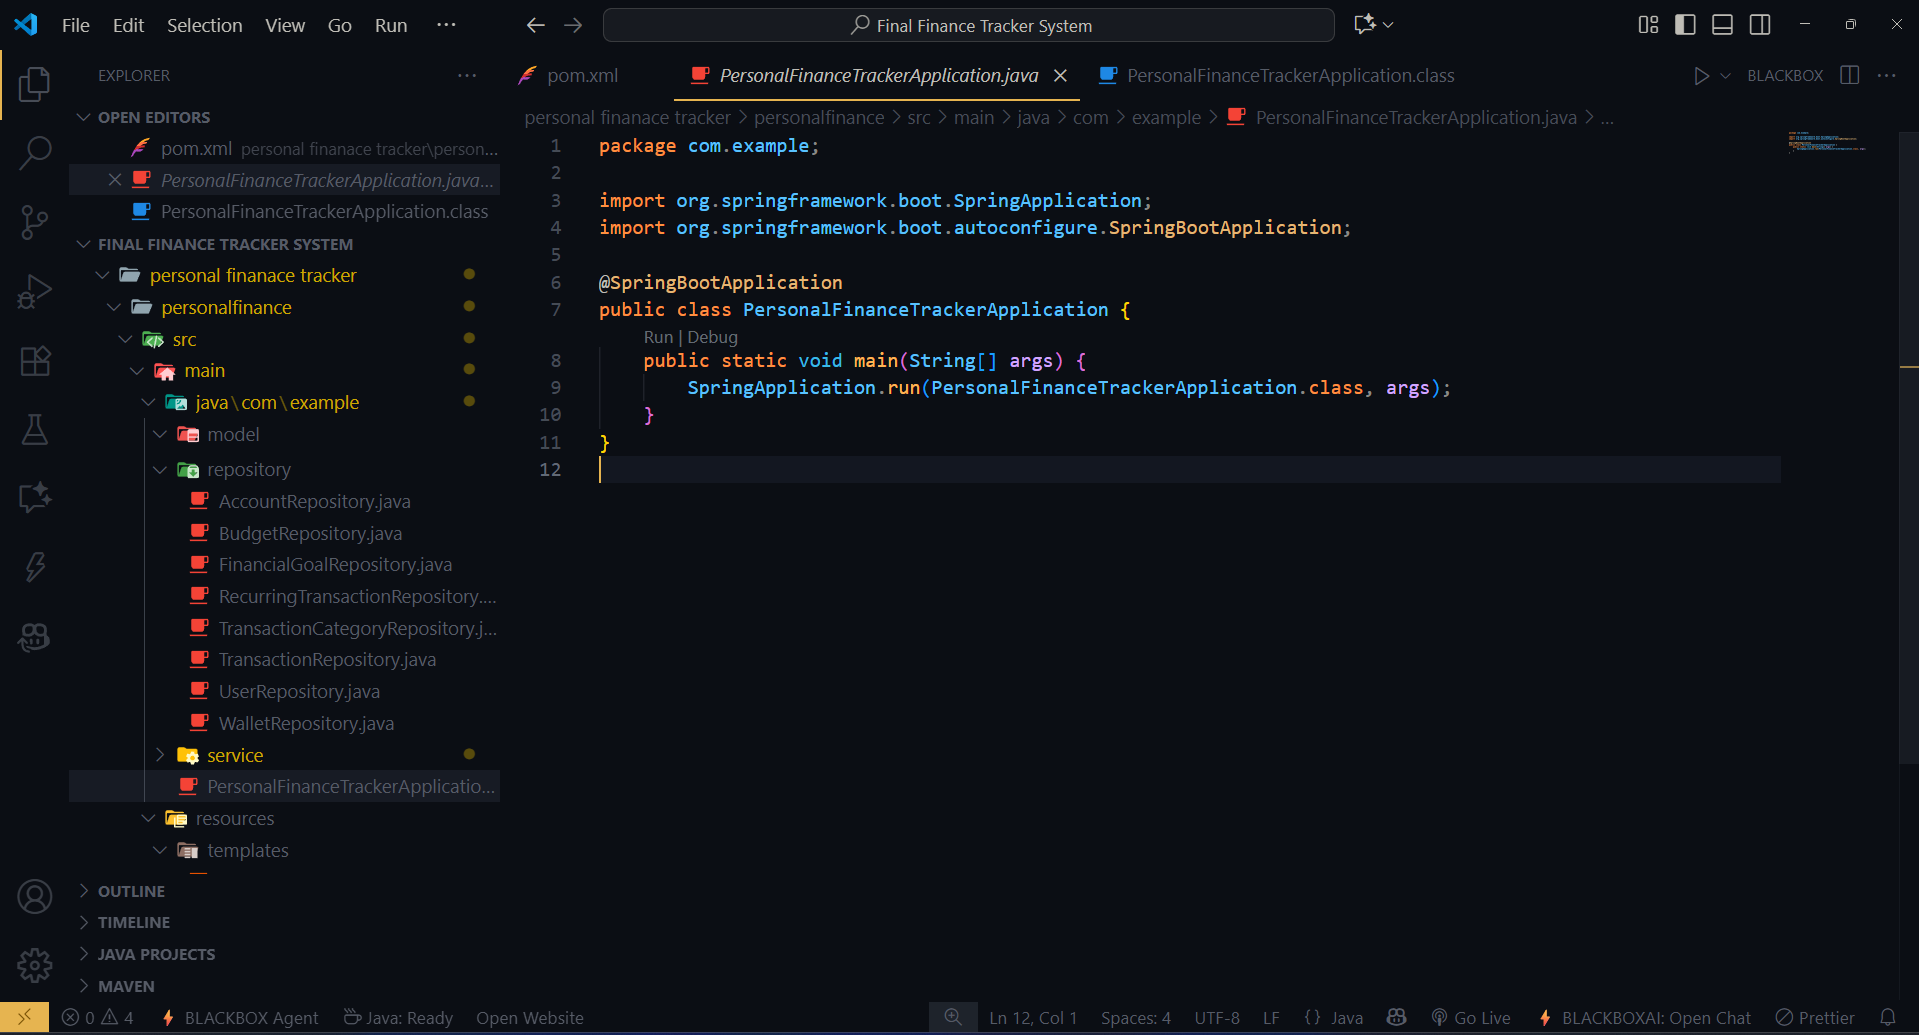 File Edit Selection View Go Run ···
Final Finance Tracker System
EXPLORER ···
OPEN EDITORS
pom.xml personal finanace tracker\person...
PersonalFinanceTrackerApplication.java...
PersonalFinanceTrackerApplication.class
FINAL FINANCE TRACKER SYSTEM
personal finanace tracker
personalfinance
src
main
java\com\example
model
repository
AccountRepository.java
BudgetRepository.java
FinancialGoalRepository.java
RecurringTransactionRepository....
TransactionCategoryRepository.j...
TransactionRepository.java
UserRepository.java
WalletRepository.java
service
PersonalFinanceTrackerApplicatio...
resources
templates
OUTLINE
TIMELINE
JAVA PROJECTS
MAVEN
pom.xml PersonalFinanceTrackerApplication.java PersonalFinanceTrackerApplication.class BLACKBOX ···
personal finanace tracker > personalfinance > src > main > java > com > example > PersonalFinanceTrackerApplication.java > ...
1 package com.example;
2
3 import org.springframework.boot.SpringApplication;
4 import org.springframework.boot.autoconfigure.SpringBootApplication;
5
6 @SpringBootApplication
7 public class PersonalFinanceTrackerApplication {
Run | Debug
8 public static void main(String[] args) {
9 SpringApplication.run(PersonalFinanceTrackerApplication.class, args);
10 }
11 }
12
0 4 BLACKBOX Agent Java: Ready Open Website Ln 12, Col 1 Spaces: 4 UTF-8 LF {} Java Go Live BLACKBOXAI: Open Chat Prettier